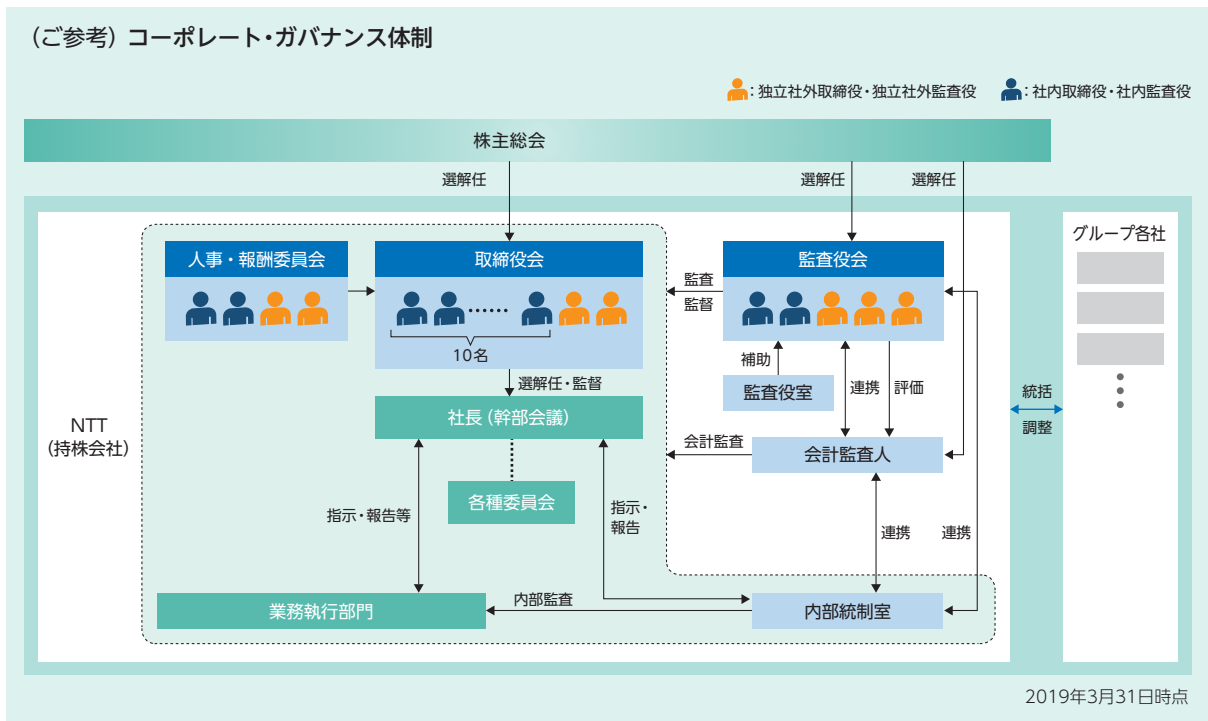 (ご参考) コーポレート・ガバナンス体制
:独立社外取締役・独立社外監査役
:社内取締役・社内監査役
株主総会
選解任
選解任
選解任
グループ各社
人事・報酬委員会
取締役会
監査役会
監査
監督
10名
補助
選解任・監督
監査役室
連携
評価
統括
調整
NTT
(持株会社)
社長(幹部会議)
会計監査
会計監査人
各種委員会
指示・報告等
指示・
報告
連携
連携
内部監査
業務執行部門
内部統制室
2019年3月31日時点